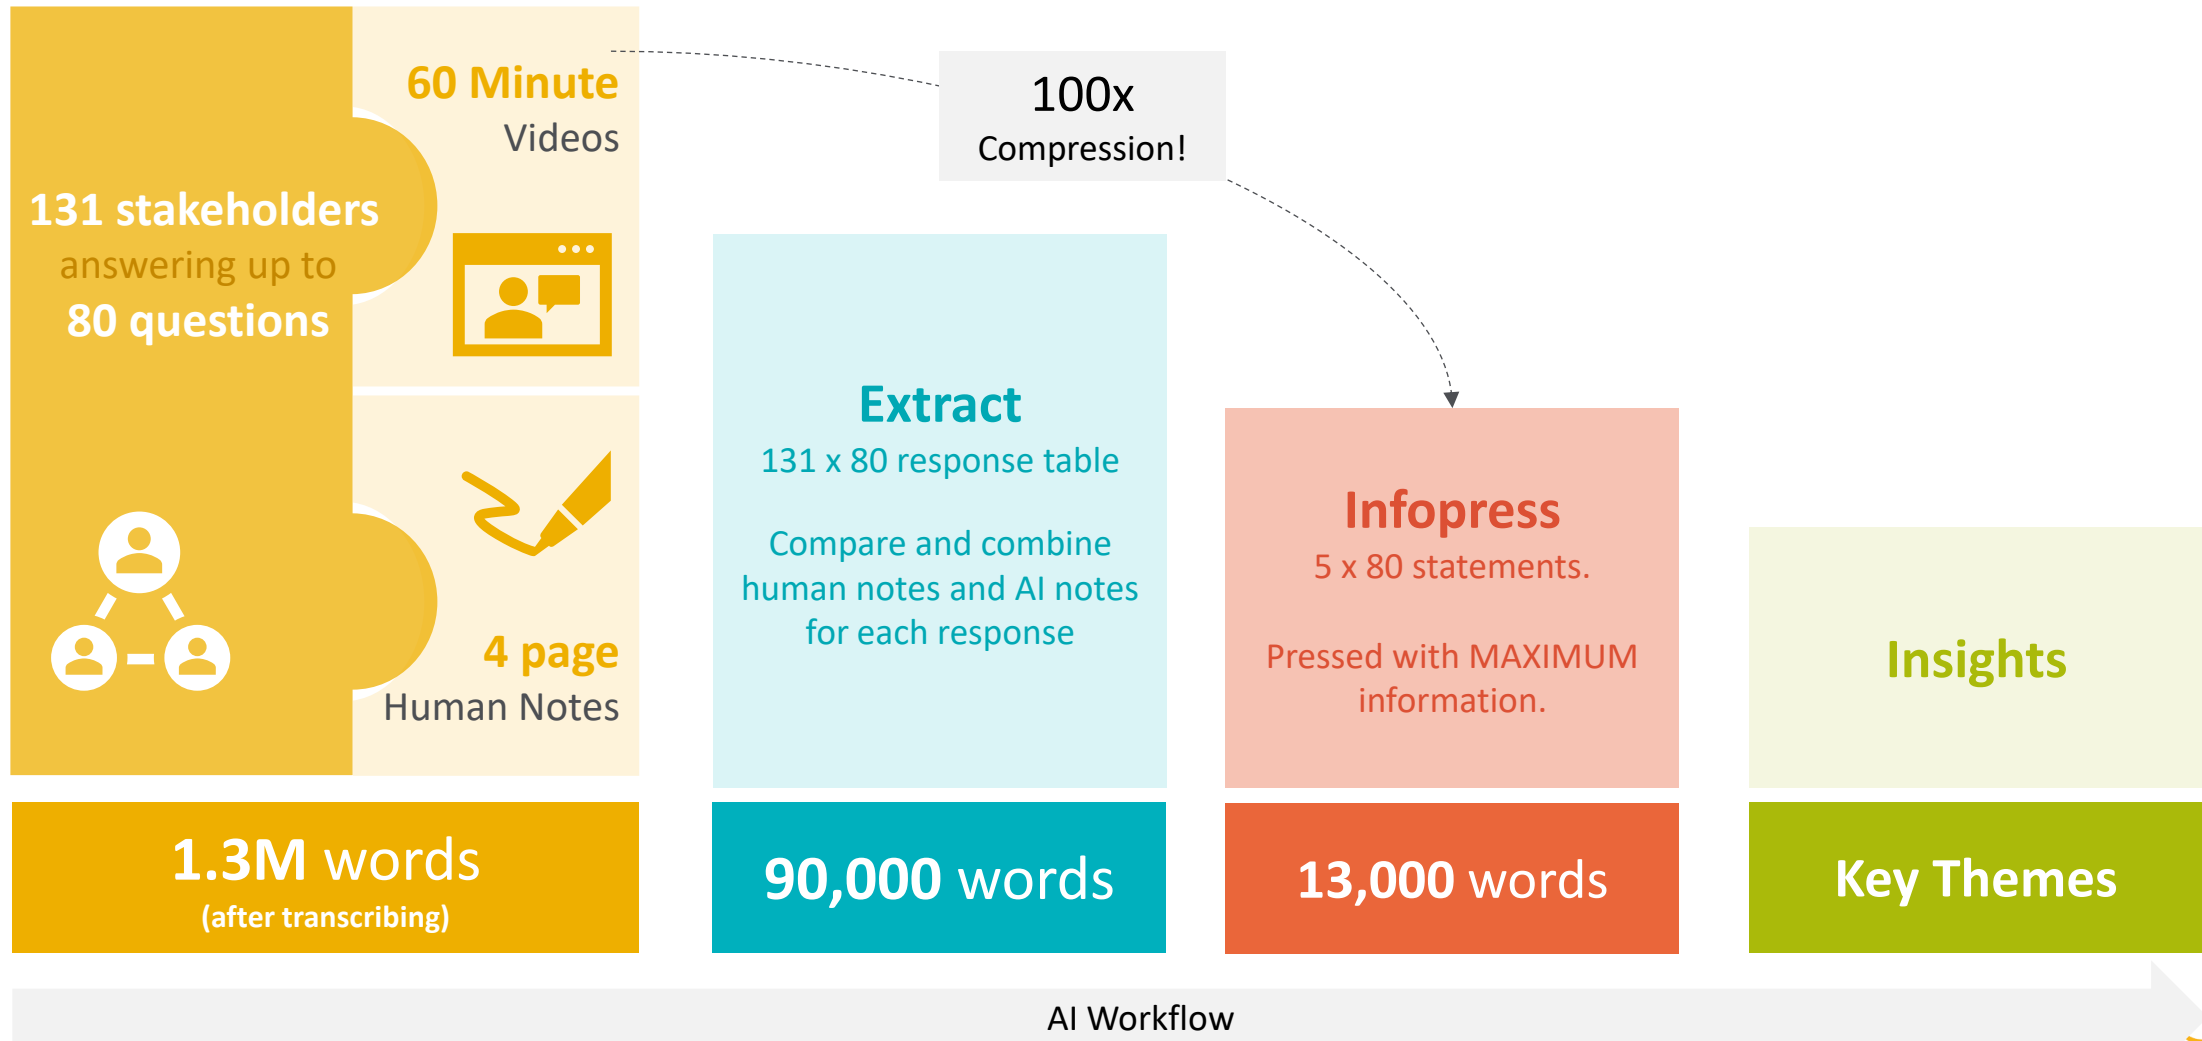 131 stakeholders
answering up to
80 questions
60 Minute
Videos
4 page
Human Notes
1.3M words
(after transcribing)
100x
Compression!
Extract
131 x 80 response table
Compare and combine
human notes and AI notes
for each response
90,000 words
Infopress
5 x 80 statements.
Pressed with MAXIMUM
information.
13,000 words
Insights
Key Themes
AI Workflow